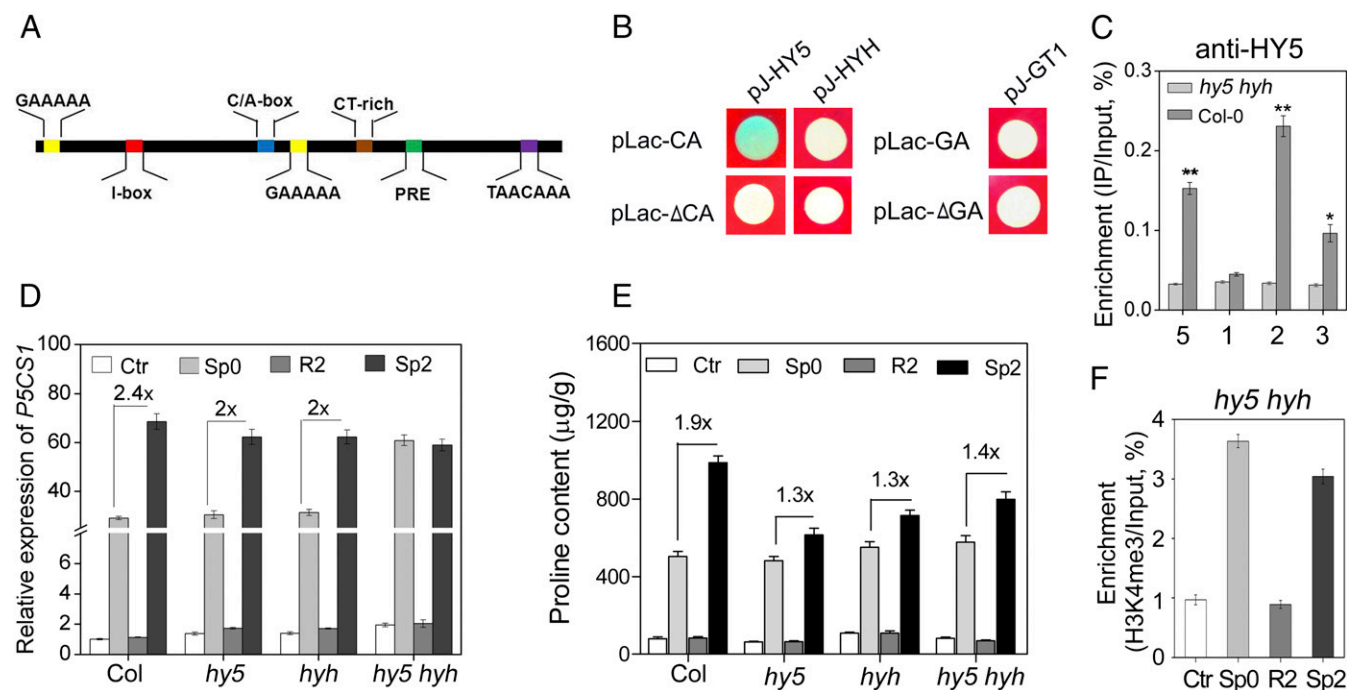 A
GAAAAA
C/A-box
CT-rich
I-box
GAAAAA
PRE
TAACAAA
B
pJ-HY5
pJ-HYH
pJ-GT1
pLac-CA
pLac-GA
pLac-ΔCA
pLac-ΔGA
C
anti-HY5
Enrichment (IP/Input, %)
0.3
0.2
0.1
0.0
hy5 hyh
Col-0
**
**
*
5 1 2 3
D
Relative expression of P5CS1
100
80
60
40
6
4
2
0
Ctr Sp0 R2 Sp2
2.4x
2x
2x
Col hy5 hyh hy5 hyh
E
Proline content (µg/g)
1600
1200
800
400
0
Ctr Sp0 R2 Sp2
1.9x
1.3x
1.3x
1.4x
Col hy5 hyh hy5 hyh
F
hy5 hyh
Enrichment
(H3K4me3/Input, %)
4
3
2
1
0
Ctr Sp0 R2 Sp2